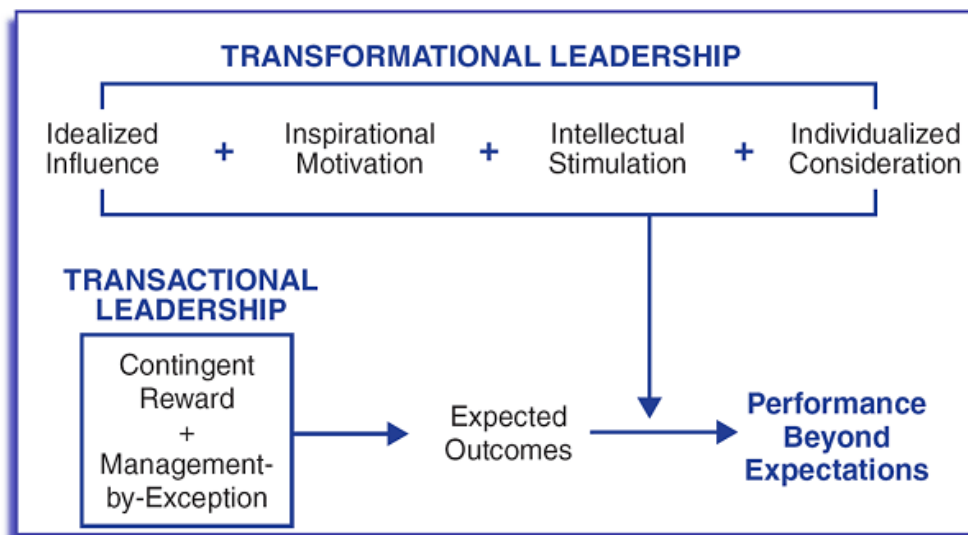 TRANSFORMATIONAL LEADERSHIP
Idealized
Influence
+
Inspirational
Motivation
+
Intellectual
Stimulation
+
Individualized
Consideration
TRANSACTIONAL
LEADERSHIP
Contingent
Reward
+
Management-
by-Exception
Expected
Outcomes
Performance
Beyond
Expectations